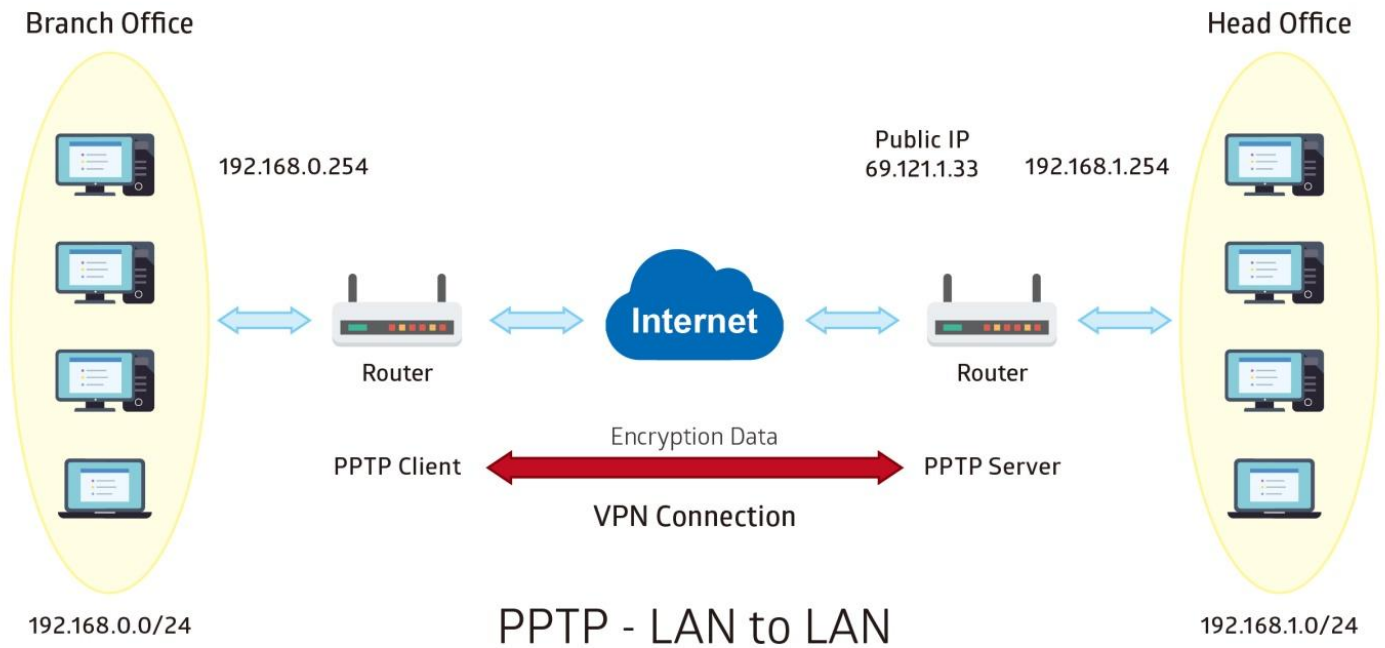 Branch Office
Head Office
192.168.0.254
Public IP
69.121.1.33
192.168.1.254
Internet
Router
Router
Encryption Data
PPTP Client
PPTP Server
VPN Connection
192.168.0.0/24
PPTP - LAN to LAN
192.168.1.0/24